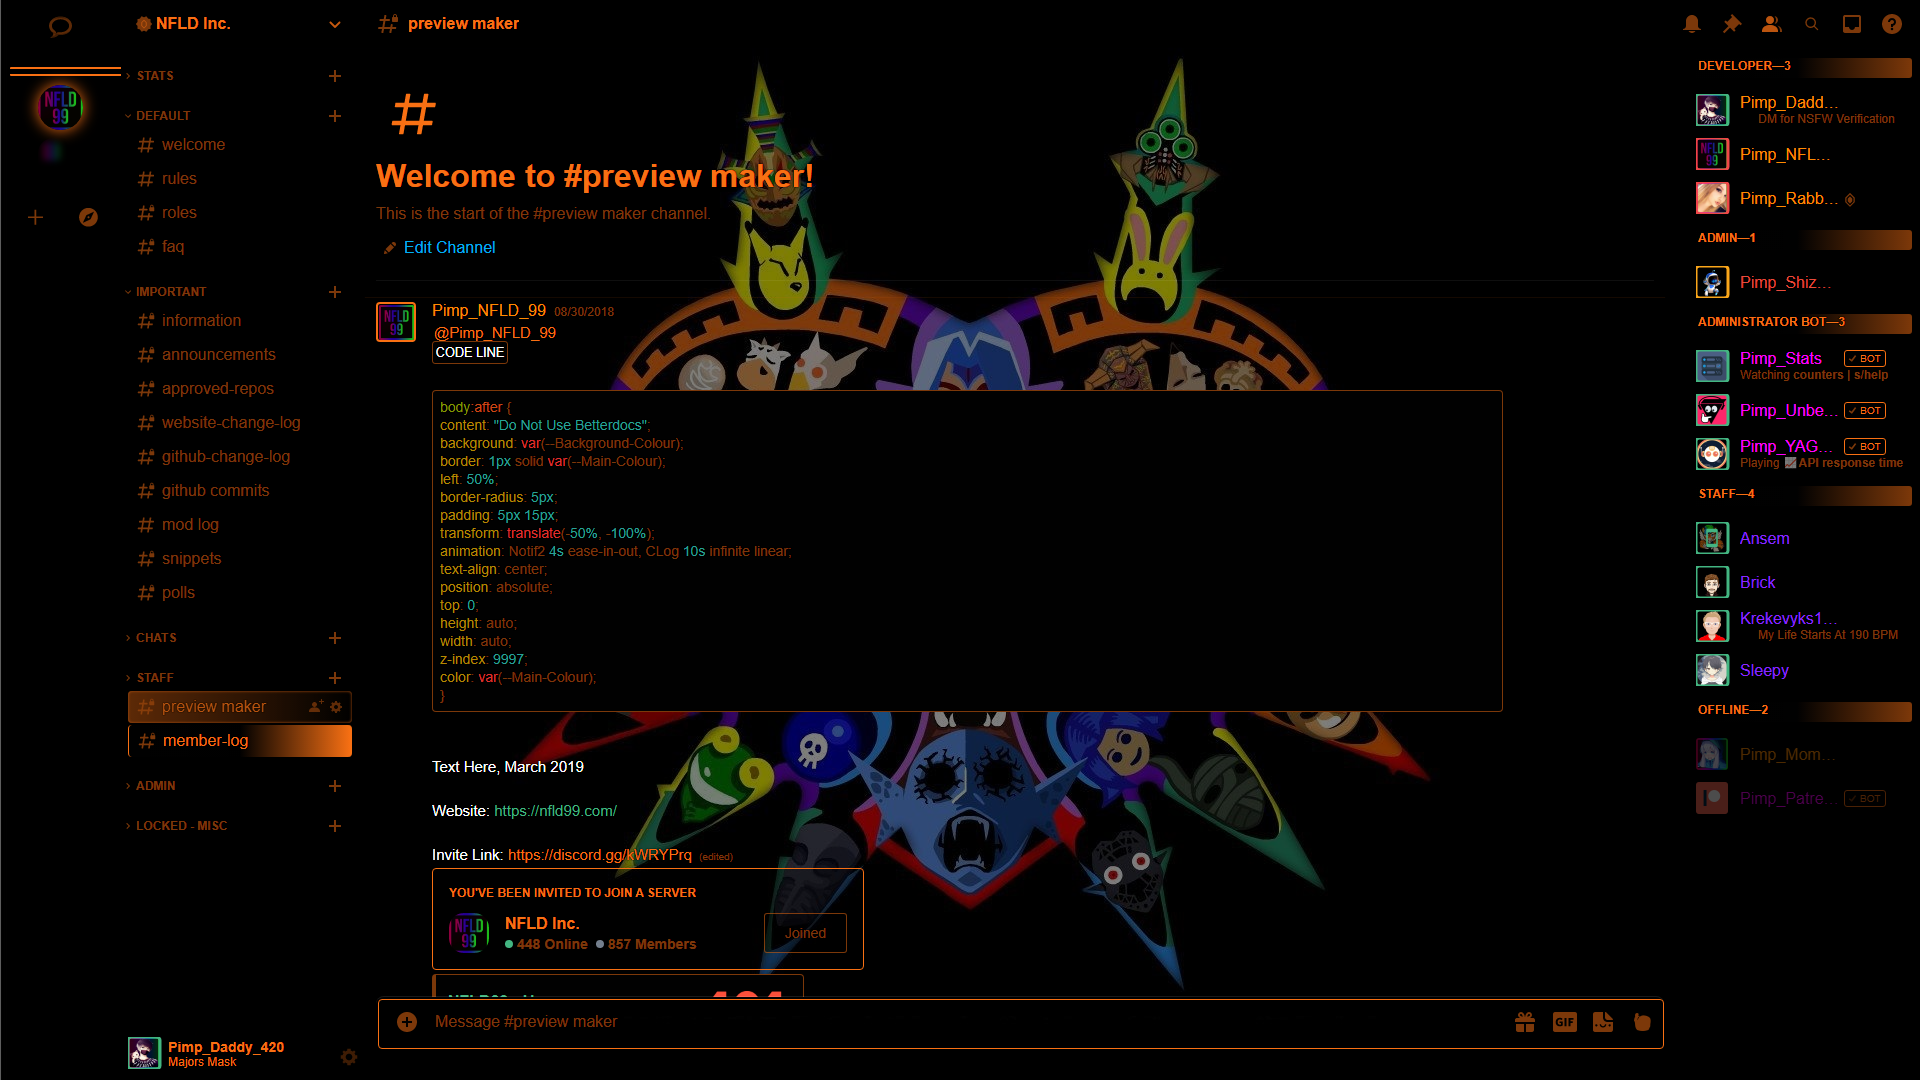 NFLD Inc.
preview maker
NFLD
99
STATS
DEFAULT
welcome
rules
roles
faq
IMPORTANT
information
announcements
approved-repos
website-change-log
github-change-log
github commits
mod log
snippets
polls
CHATS
STAFF
preview maker
member-log
ADMIN
LOCKED - MISC
Pimp_Daddy_420
Majors Mask
#
Welcome to #preview maker!
This is the start of the #preview maker channel.
Edit Channel
NFLD
99
Pimp_NFLD_99 08/30/2018
@Pimp_NFLD_99
CODE LINE
body:after {
content: "Do Not Use Betterdocs";
background: var(--Background-Colour);
border: 1px solid var(--Main-Colour);
left: 50%;
border-radius: 5px;
padding: 5px 15px;
transform: translate(-50%, -100%);
animation: Notif2 4s ease-in-out, CLog 10s infinite linear;
text-align: center;
position: absolute;
top: 0;
height: auto;
width: auto;
z-index: 9997;
color: var(--Main-Colour);
}
Text Here, March 2019
Website: https://nfld99.com/
Invite Link: https://discord.gg/kWRYPrq (edited)
YOU'VE BEEN INVITED TO JOIN A SERVER
NFLD
99
NFLD Inc.
448 Online 857 Members
Joined
Message #preview maker
GIF
DEVELOPER—3
Pimp_Dadd...
DM for NSFW Verification
NFLD
99
Pimp_NFL...
Pimp_Rabb...
ADMIN—1
Pimp_Shiz...
ADMINISTRATOR BOT—3
Pimp_Stats BOT
Watching counters | s/help
Pimp_Unbe... BOT
Pimp_YAG... BOT
Playing API response time
STAFF—4
Ansem
Brick
Krekevyks1...
My Life Starts At 190 BPM
Sleepy
OFFLINE—2
Pimp_Mom...
Pimp_Patre... BOT